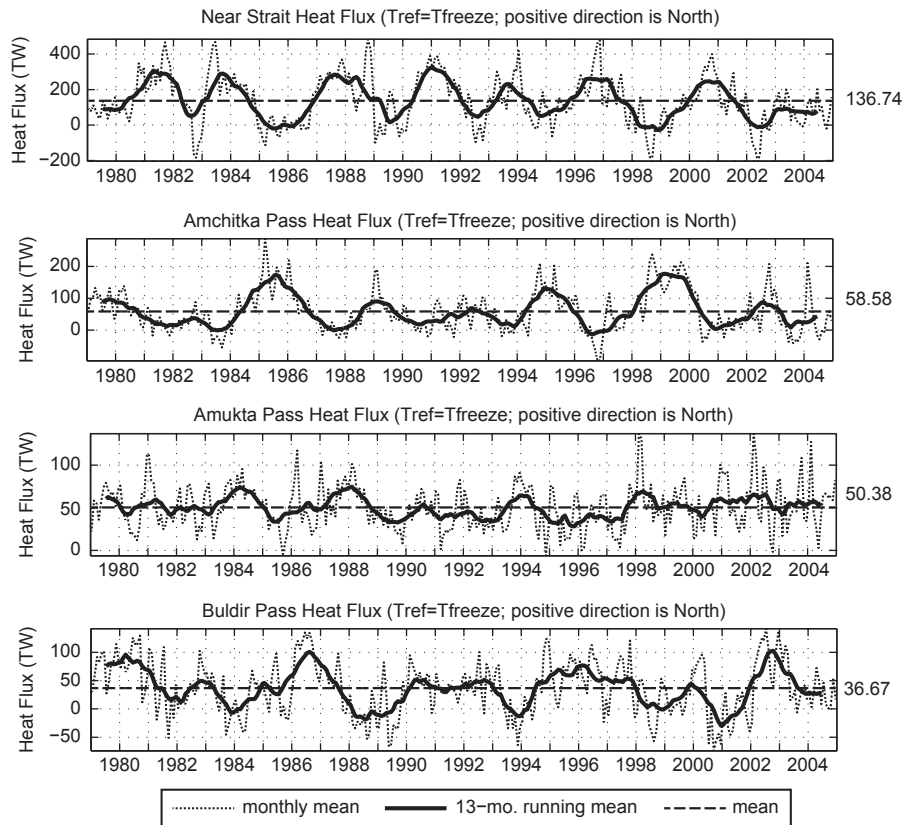 Near Strait Heat Flux (Tref=Tfreeze; positive direction is North)
Heat Flux (TW)
400
200
0
−200
136.74
1980 1982 1984 1986 1988 1990 1992 1994 1996 1998 2000 2002 2004
Amchitka Pass Heat Flux (Tref=Tfreeze; positive direction is North)
Heat Flux (TW)
200
100
0
58.58
1980 1982 1984 1986 1988 1990 1992 1994 1996 1998 2000 2002 2004
Amukta Pass Heat Flux (Tref=Tfreeze; positive direction is North)
Heat Flux (TW)
100
50
0
50.38
1980 1982 1984 1986 1988 1990 1992 1994 1996 1998 2000 2002 2004
Buldir Pass Heat Flux (Tref=Tfreeze; positive direction is North)
Heat Flux (TW)
100
50
0
−50
36.67
1980 1982 1984 1986 1988 1990 1992 1994 1996 1998 2000 2002 2004
monthly mean 13−mo. running mean mean